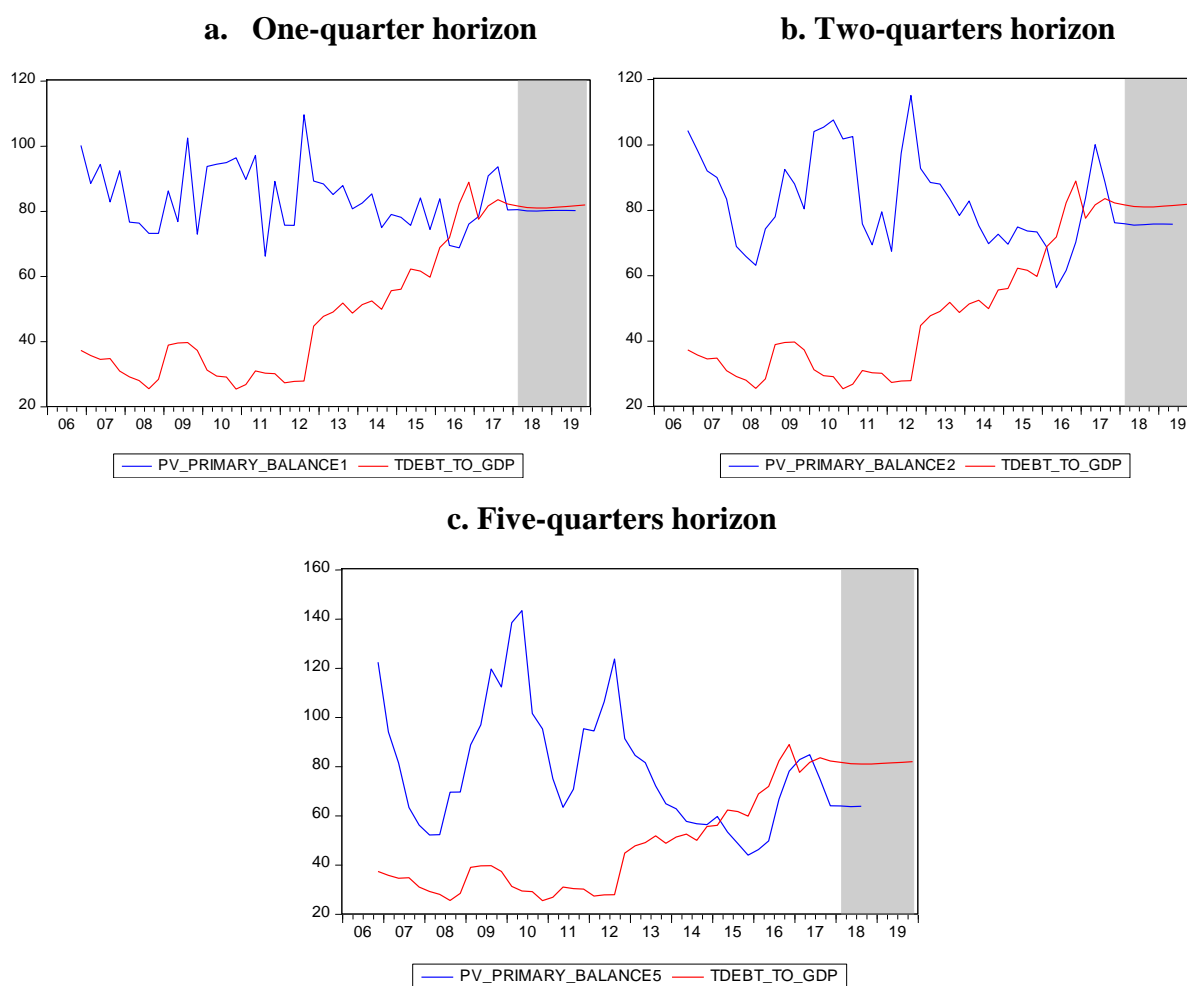 a. One-quarter horizon
120
100
80
60
40
20
06 07 08 09 10 11 12 13 14 15 16 17 18 19
PV_PRIMARY_BALANCE1 TDEBT_TO_GDP
b. Two-quarters horizon
120
100
80
60
40
20
06 07 08 09 10 11 12 13 14 15 16 17 18 19
PV_PRIMARY_BALANCE2 TDEBT_TO_GDP
c. Five-quarters horizon
160
140
120
100
80
60
40
20
06 07 08 09 10 11 12 13 14 15 16 17 18 19
PV_PRIMARY_BALANCE5 TDEBT_TO_GDP